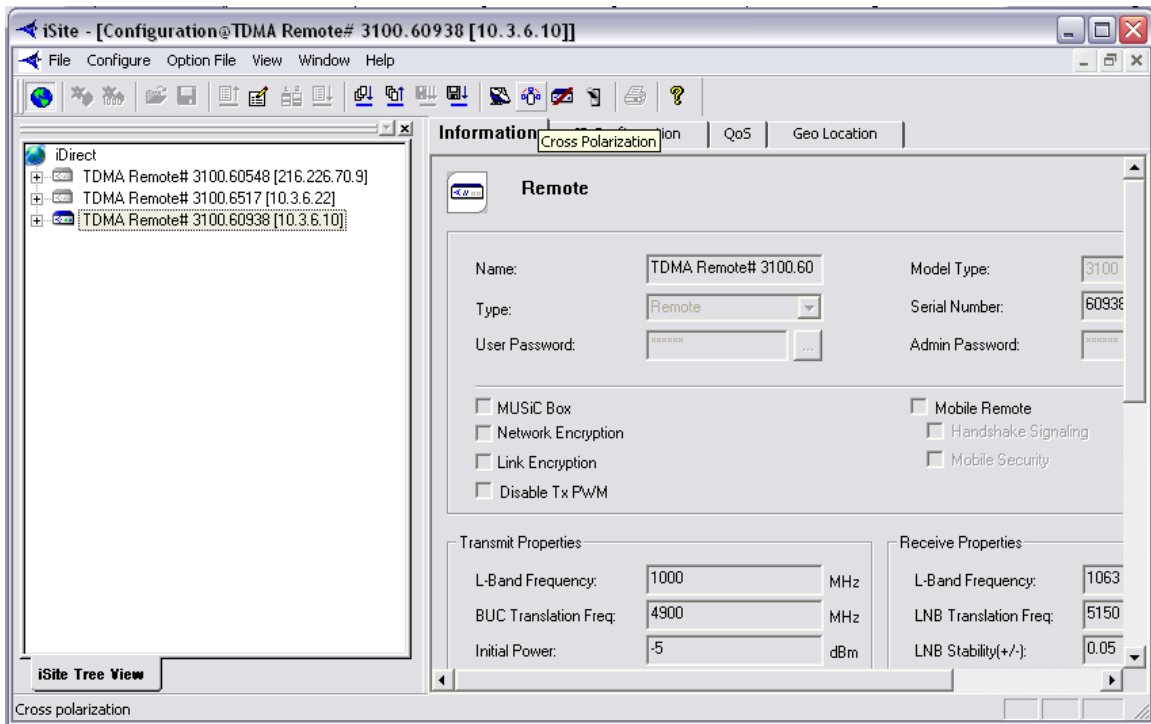 iSite - [Configuration@TDMA Remote# 3100.60938 [10.3.6.10]]
File Configure Option File View Window Help
iDirect
TDMA Remote# 3100.60548 [216.226.70.9]
TDMA Remote# 3100.6517 [10.3.6.22]
TDMA Remote# 3100.60938 [10.3.6.10]
iSite Tree View
Information QoS Geo Location
Cross Polarization
Remote
Name: TDMA Remote# 3100.60 Model Type: 3100
Type: Remote Serial Number: 60938
User Password: ×××××× ... Admin Password: ××××××
MUSiC Box Mobile Remote
Network Encryption Handshake Signaling
Link Encryption Mobile Security
Disable Tx PWM
Transmit Properties Receive Properties
L-Band Frequency: 1000 MHz L-Band Frequency: 1063
BUC Translation Freq: 4900 MHz LNB Translation Freq: 5150
Initial Power: -5 dBm LNB Stability(+/-): 0.05
Cross polarization